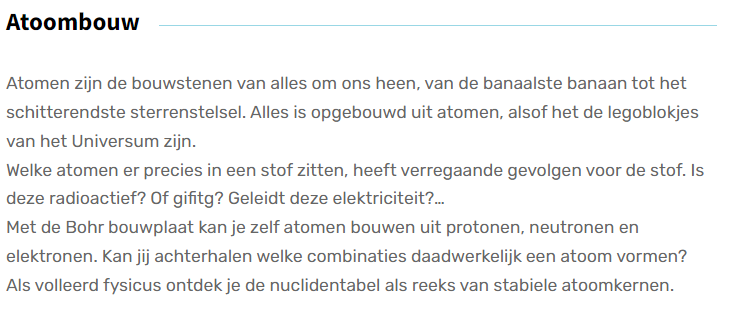 Atoombouw
Atomen zijn de bouwstenen van alles om ons heen, van de banaalste banaan tot het
schitterendste sterrenstelsel. Alles is opgebouwd uit atomen, alsof het de legoblokjes
van het Universum zijn.
Welke atomen er precies in een stof zitten, heeft verregaande gevolgen voor de stof. Is
deze radioactief? Of gifitg? Geleidt deze elektriciteit?...
Met de Bohr bouwplaat kan je zelf atomen bouwen uit protonen, neutronen en
elektronen. Kan jij achterhalen welke combinaties daadwerkelijk een atoom vormen?
Als volleerd fysicus ontdek je de nuclidentabel als reeks van stabiele atoomkernen.